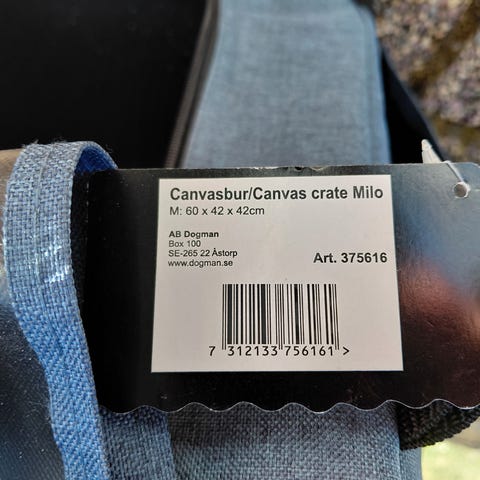 Canvasbur/Canvas crate Milo
M: 60 x 42 x 42cm
AB Dogman
Box 100
SE-265 22 Åstorp
www.dogman.se
Art. 375616
7 312133 756161 >